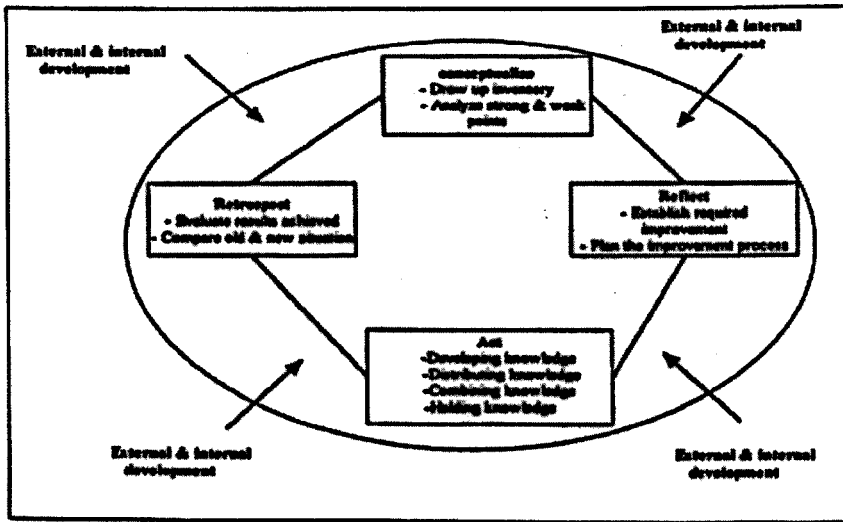 External & internal
development
External & internal
development
conceptualize
- Draw up inventory
- Analyze strong & weak
points
Retrospect
- Evaluate results achieved
- Compare old & new situation
Reflect
- Establish required
improvement
- Plan the improvement process
Act
-Developing knowledge
-Distributing knowledge
-Combining knowledge
-Holding knowledge
External & internal
development
External & internal
development